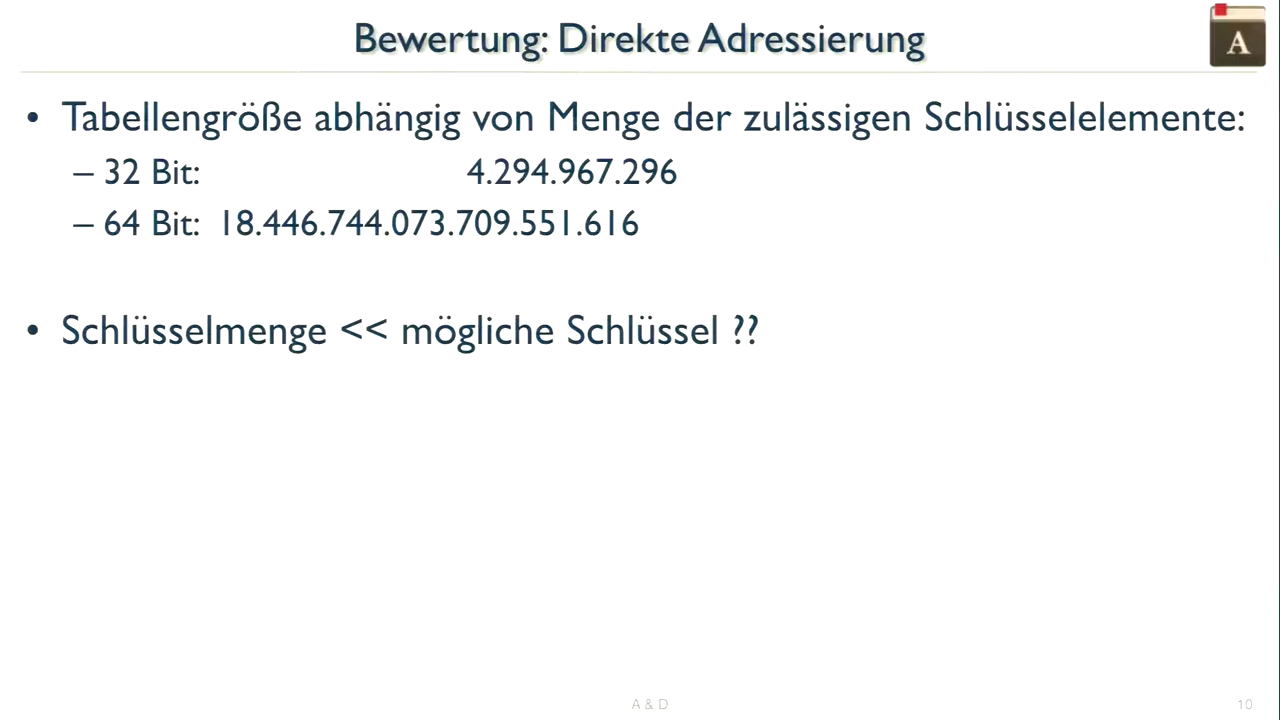 Bewertung: Direkte Adressierung
A
• Tabellengröße abhängig von Menge der zulässigen Schlüsselelemente:
– 32 Bit: 4.294.967.296
– 64 Bit: 18.446.744.073.709.551.616
• Schlüsselmenge << mögliche Schlüssel ??
A & D
10